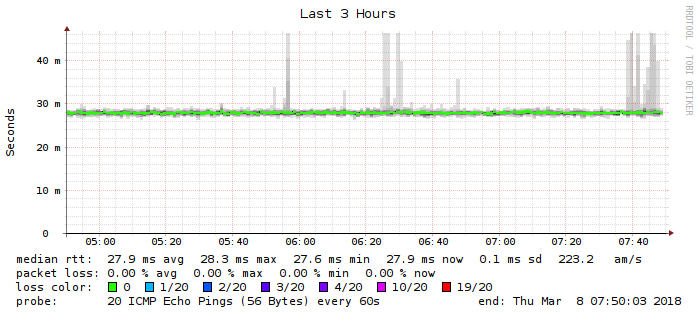 Last 3 Hours
RRDTOOL / TOBI OETIKER
Seconds
40 m
30 m
20 m
10 m
0
05:00 05:20 05:40 06:00 06:20 06:40 07:00 07:20 07:40
median rtt: 27.9 ms avg 28.3 ms max 27.6 ms min 27.9 ms now 0.1 ms sd 223.2 am/s
packet loss: 0.00 % avg 0.00 % max 0.00 % min 0.00 % now
loss color: 0 1/20 2/20 3/20 4/20 10/20 19/20
probe: 20 ICMP Echo Pings (56 Bytes) every 60s end: Thu Mar 8 07:50:03 2018